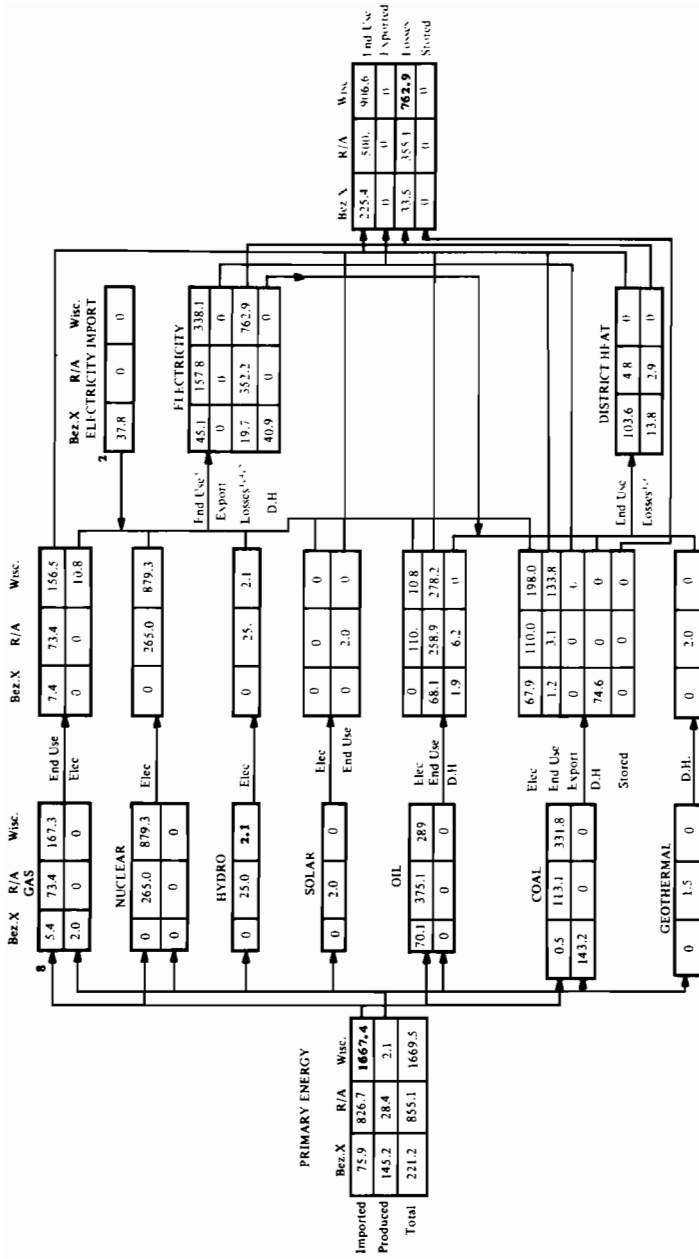 PRIMARY ENERGY
Bez.X R/A Wisc.
Imported 75.9 826.7 1667.4
Produced 145.2 28.4 2.1
Total 221.2 855.1 1669.5
Bez.X R/A Wisc.
GAS
8
5.4 73.4 167.3
2.0 0 0
NUCLEAR
0 265.0 879.3
0 0 0
HYDRO
0 25.0 2.1
SOLAR
0 2.0 0
OIL
70.1 375.1 289
0 0 0
COAL
0.5 113.1 331.8
143.2 0 0
GEOTHERMAL
0 1.5 0
Bez.X R/A Wisc.
End Use 7.4 73.4 156.5
Elec 0 0 10.8
Elec 0 265.0 879.3
Elec 0 25. 2.1
Elec 0 0 0
End Use 0 2.0 0
Elec 0 110. 10.8
End Use 68.1 258.9 278.2
D.H 1.9 6.2 0
Elec 67.9 110.0 198.0
End Use 1.2 3.1 133.8
Export 0 0
D.H 74.6 0 0
Stored 0 0 0
D.H. 0 2.0 0
Bez.X R/A Wisc.
ELECTRICITY IMPORT
2
37.8 0 0
ELECTRICITY
End Use 45.1 157.8 338.1
Export 0 0 0
Losses 19.7 352.2 762.9
D.H 40.9 0 0
DISTRICT HEAT
End Use 103.6 4.8 0
Losses 13.8 2.9 0
Bez X R/A Wisc
225.4 500. 906.6 End Use
0 0 0 Exported
33.5 355.1 762.9 Losses
0 0 0 Stored